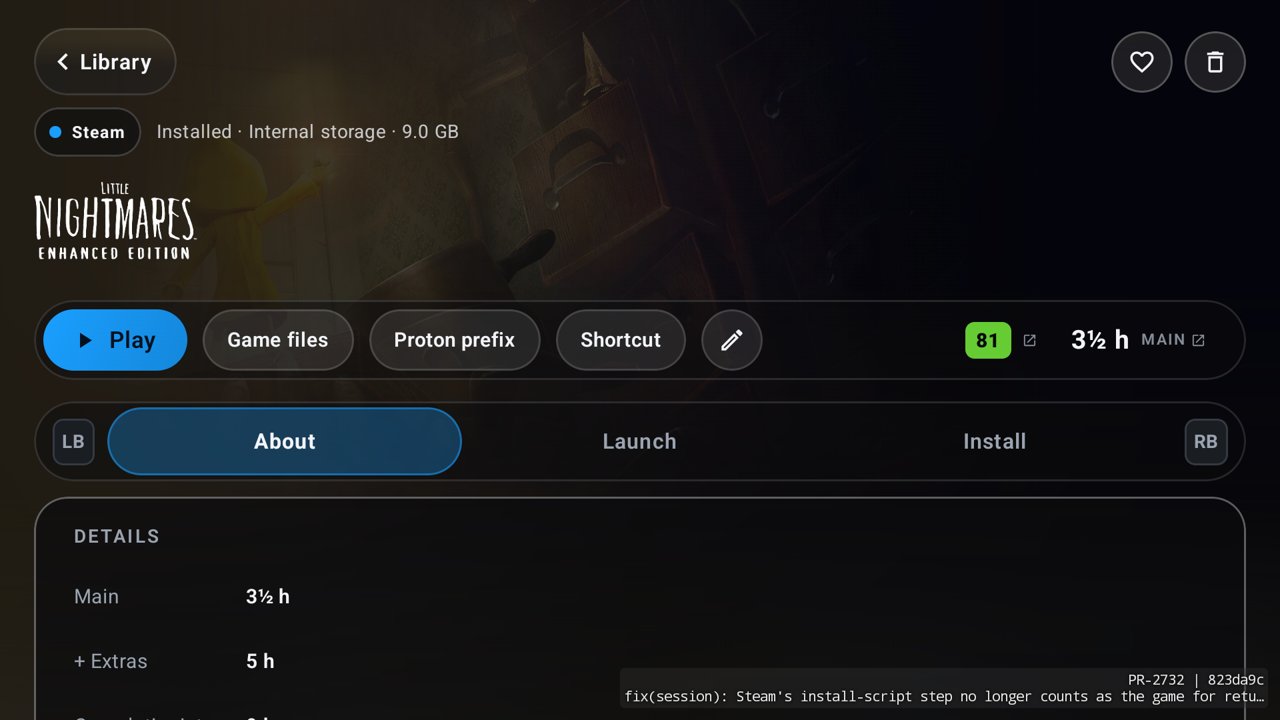 Library
Steam
Installed · Internal storage · 9.0 GB
LITTLE
NIGHTMARES
ENHANCED EDITION
Play
Game files
Proton prefix
Shortcut
81
3½ h MAIN
LB
About
Launch
Install
RB
DETAILS
Main 3½ h
+ Extras 5 h
PR-2732 | 823da9c
fix(session): Steam's install-script step no longer counts as the game for retu…